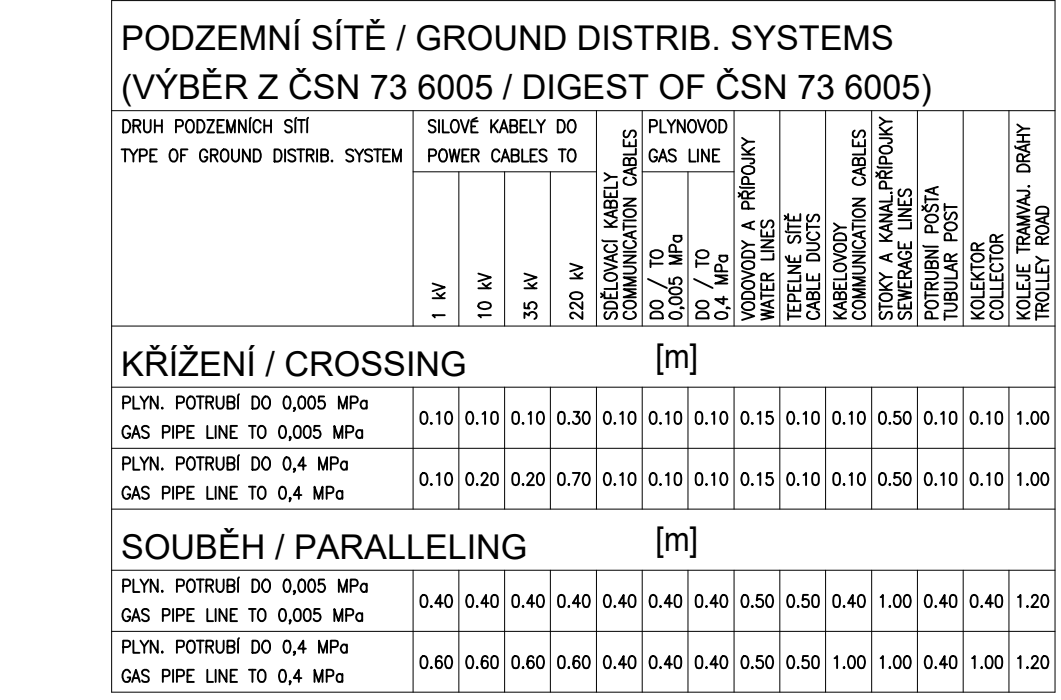 PODZEMNÍ SÍTĚ / GROUND DISTRIB. SYSTEMS
(VÝBĚR Z ČSN 73 6005 / DIGEST OF ČSN 73 6005)
DRUH PODZEMNÍCH SÍTÍ
TYPE OF GROUND DISTRIB. SYSTEM
SILOVÉ KABELY DO
POWER CABLES TO
1 kV
10 kV
35 kV
220 kV
SDĚLOVACÍ KABELY
COMMUNICATION CABLES
PLYNOVOD
GAS LINE
DO / TO
0,005 MPa
DO / TO
0,4 MPa
VODOVODY A PŘÍPOJKY
WATER LINES
TEPELNÉ SÍTĚ
CABLE DUCTS
KABELOVODY
COMMUNICATION CABLES
STOKY A KANAL.PŘÍPOJKY
SEWERAGE LINES
POTRUBNÍ POŠTA
TUBULAR POST
KOLEKTOR
COLLECTOR
KOLEJE TRAMVAJ. DRÁHY
TROLLEY ROAD
KŘÍŽENÍ / CROSSING [m]
PLYN. POTRUBÍ DO 0,005 MPa
GAS PIPE LINE TO 0,005 MPa
0.10 0.10 0.10 0.30 0.10 0.10 0.10 0.15 0.10 0.10 0.50 0.10 0.10 1.00
PLYN. POTRUBÍ DO 0,4 MPa
GAS PIPE LINE TO 0,4 MPa
0.10 0.20 0.20 0.70 0.10 0.10 0.10 0.15 0.10 0.10 0.50 0.10 0.10 1.00
SOUBĚH / PARALLELING [m]
PLYN. POTRUBÍ DO 0,005 MPa
GAS PIPE LINE TO 0,005 MPa
0.40 0.40 0.40 0.40 0.40 0.40 0.40 0.50 0.50 0.40 1.00 0.40 0.40 1.20
PLYN. POTRUBÍ DO 0,4 MPa
GAS PIPE LINE TO 0,4 MPa
0.60 0.60 0.60 0.60 0.40 0.40 0.40 0.50 0.50 1.00 1.00 0.40 1.00 1.20